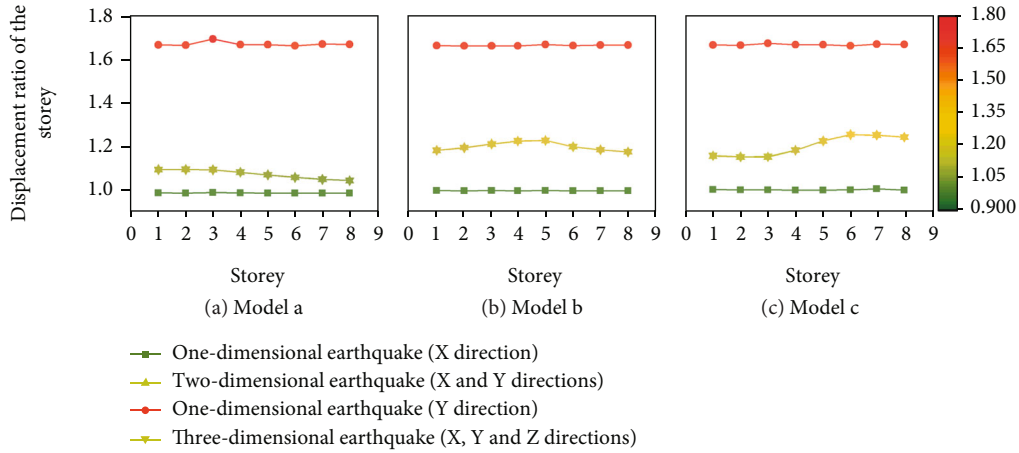 Displacement ratio of the
storey
1.8
1.6
1.4
1.2
1.0
0 1 2 3 4 5 6 7 8 9
Storey
(a) Model a
0 1 2 3 4 5 6 7 8 9
Storey
(b) Model b
0 1 2 3 4 5 6 7 8 9
Storey
(c) Model c
1.80
1.65
1.50
1.35
1.20
1.05
0.900
One-dimensional earthquake (X direction)
Two-dimensional earthquake (X and Y directions)
One-dimensional earthquake (Y direction)
Three-dimensional earthquake (X, Y and Z directions)